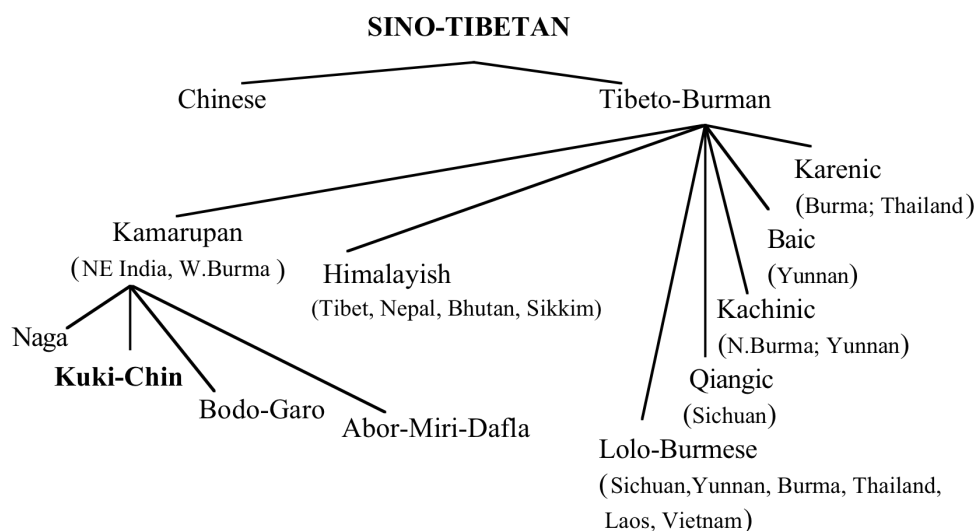 SINO-TIBETAN
Chinese
Tibeto-Burman
Karenic
(Burma; Thailand)
Kamarupan
(NE India, W.Burma )
Baic
(Yunnan)
Himalayish
(Tibet, Nepal, Bhutan, Sikkim)
Kachinic
(N.Burma; Yunnan)
Naga
Kuki-Chin
Qiangic
(Sichuan)
Bodo-Garo
Abor-Miri-Dafla
Lolo-Burmese
( Sichuan,Yunnan, Burma, Thailand,
Laos, Vietnam)